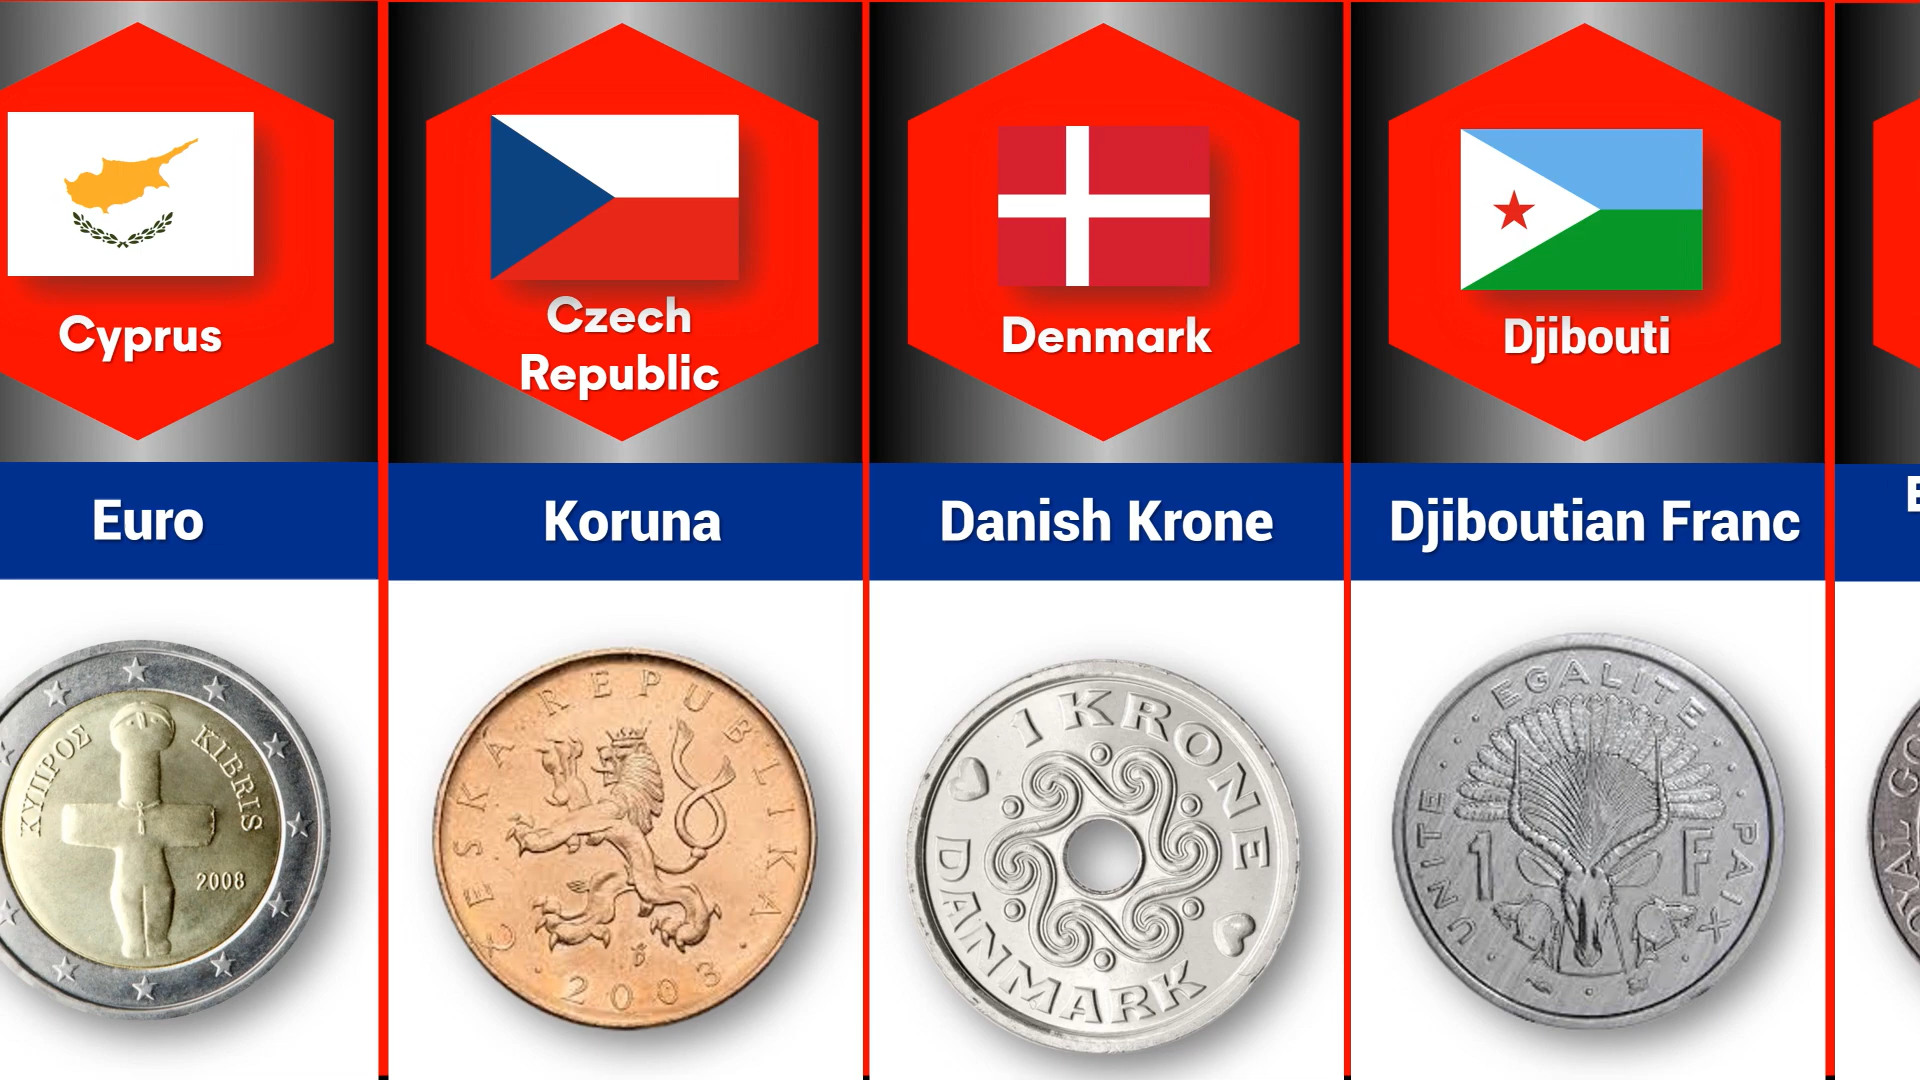 Cyprus
Euro
ΚΥΠΡΟΣ
KIBRIS
2008
Czech
Republic
Koruna
ČESKÁ REPUBLIKA
2003
Denmark
Danish Krone
1 KRONE
DANMARK
Djibouti
Djiboutian Franc
UNITE EGALITE PAIX
1 F